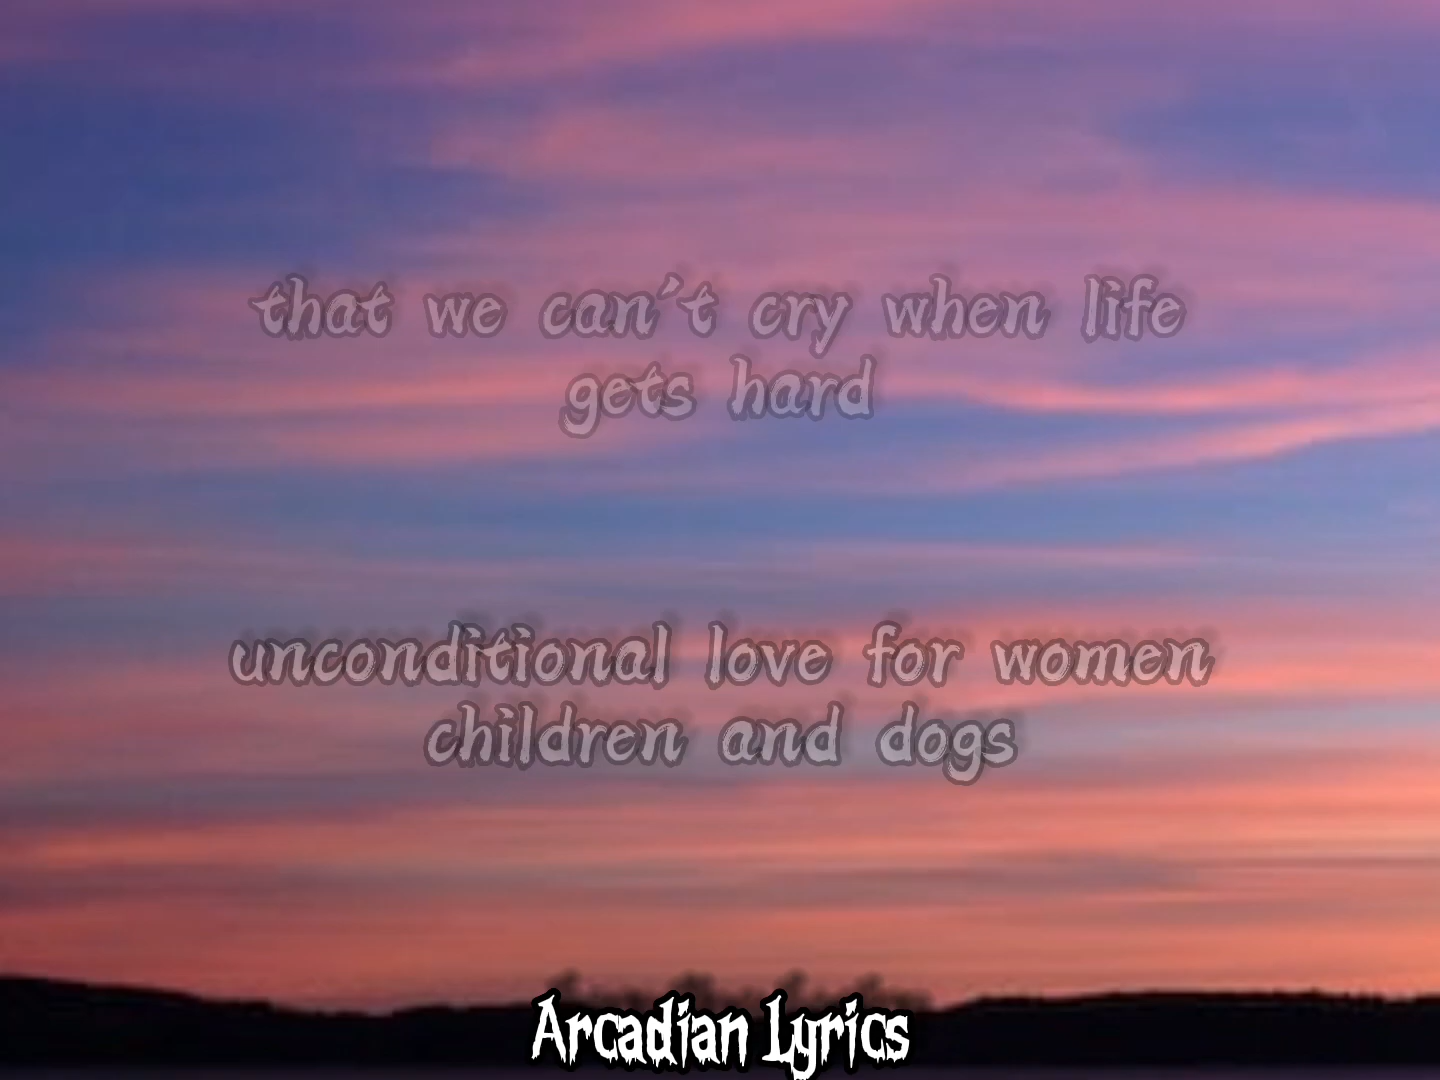 that we can't cry when life
gets hard
unconditional love for women
children and dogs
Arcadian Lyrics